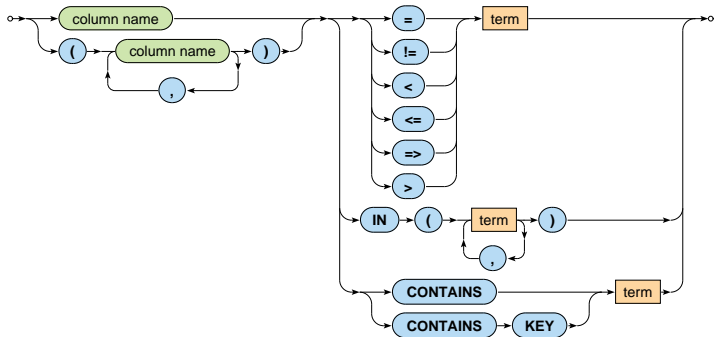 column name = term
( column name ) !=
, <
<=
=>
>
IN ( term )
,
CONTAINS term
CONTAINS KEY